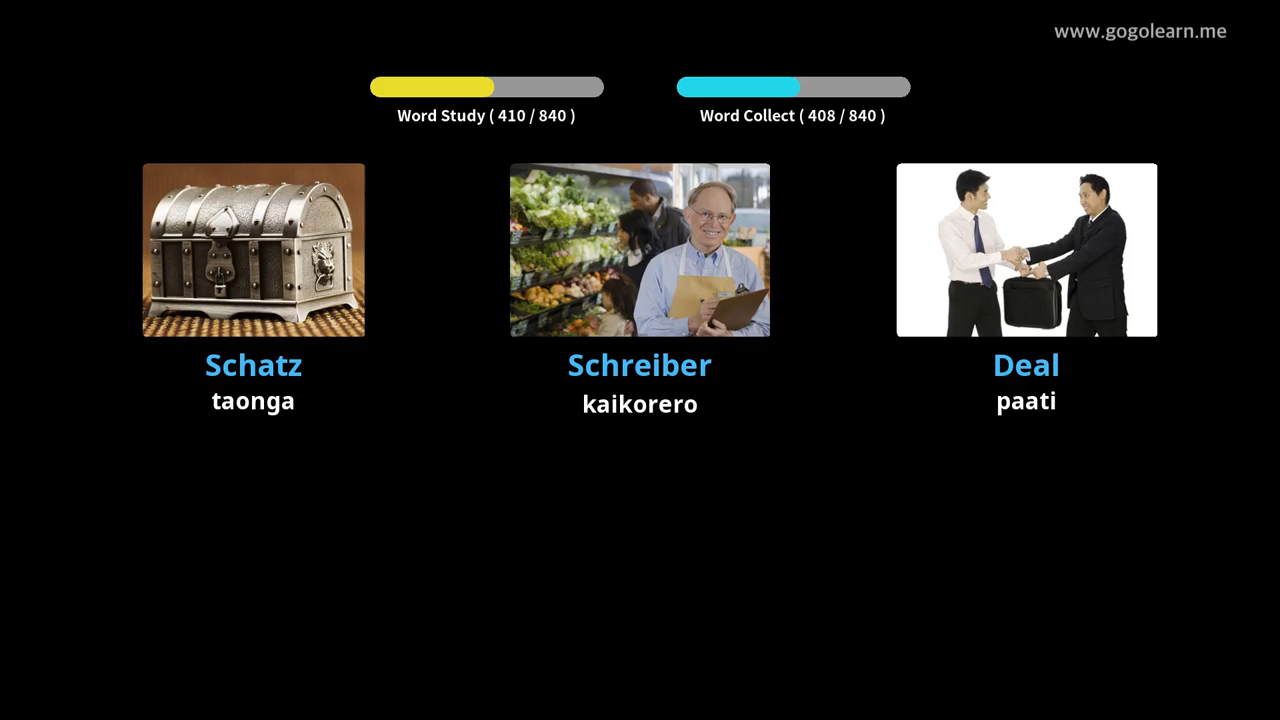 www.gogolearn.me
Word Study ( 410 / 840 )
Word Collect ( 408 / 840 )
Schatz
taonga
Schreiber
kaikorero
Deal
paati